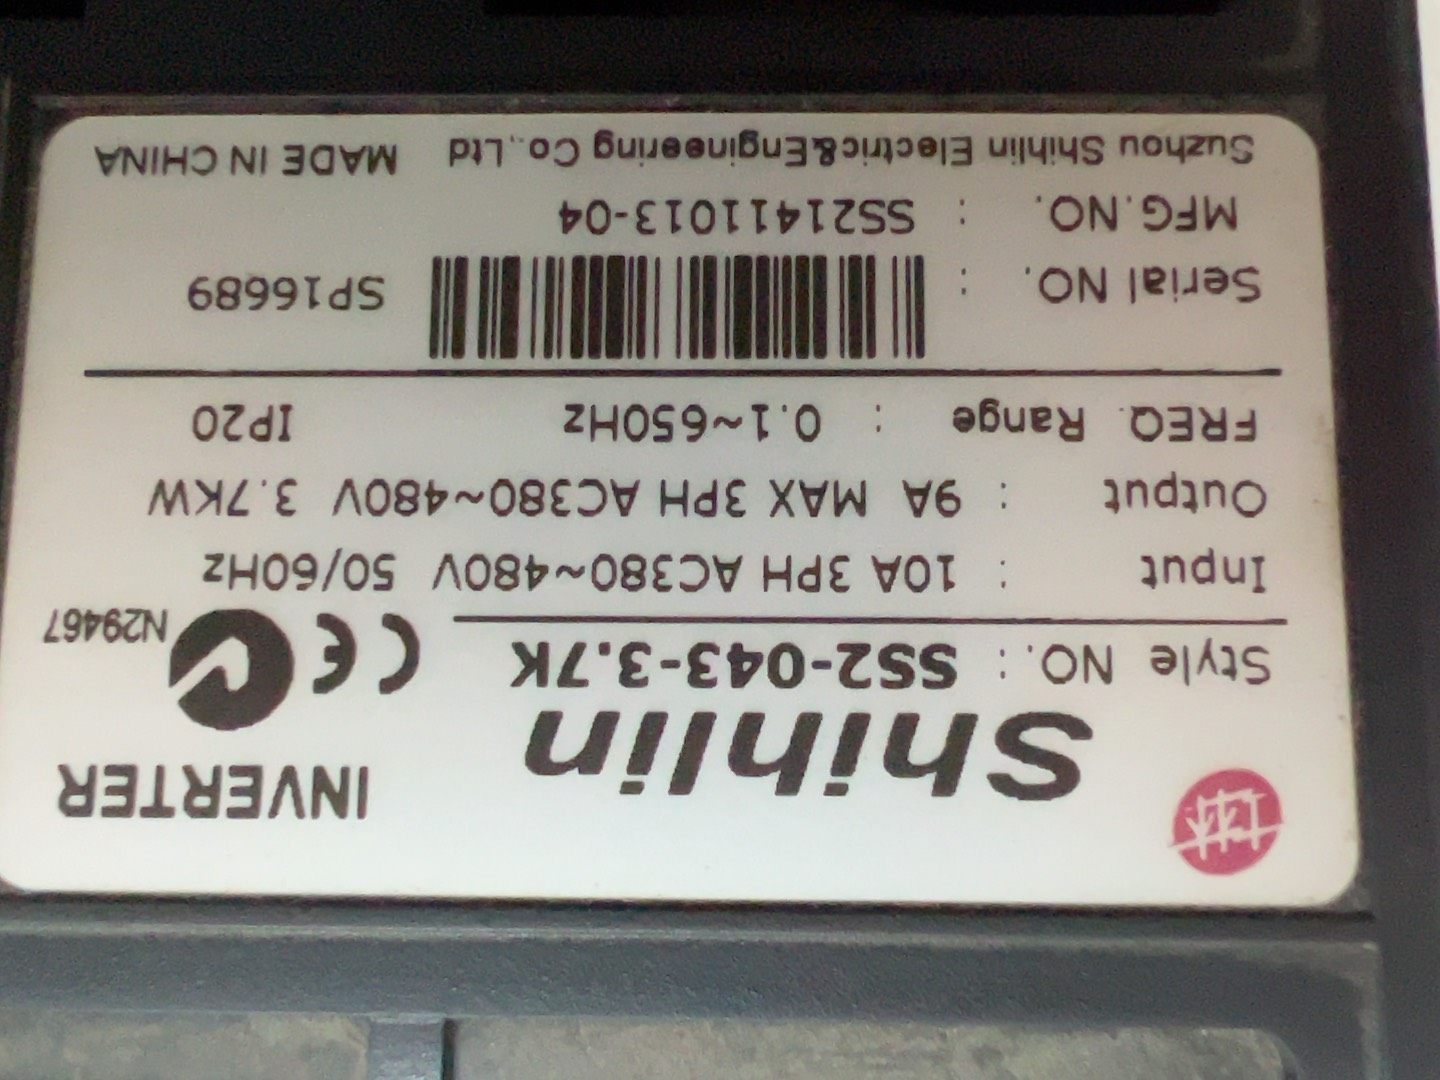 士林 Shihlin INVERTER
Style NO. : SS2-043-3.7K CE N29467
Input : 10A 3PH AC380~480V 50/60Hz
Output : 9A MAX 3PH AC380~480V 3.7KW
FREQ. Range : 0.1~650Hz IP20
Serial NO. : SP16689
MFG.NO. : SS21411013-04
Suzhou Shihlin Electric&Engineering Co.,Ltd MADE IN CHINA